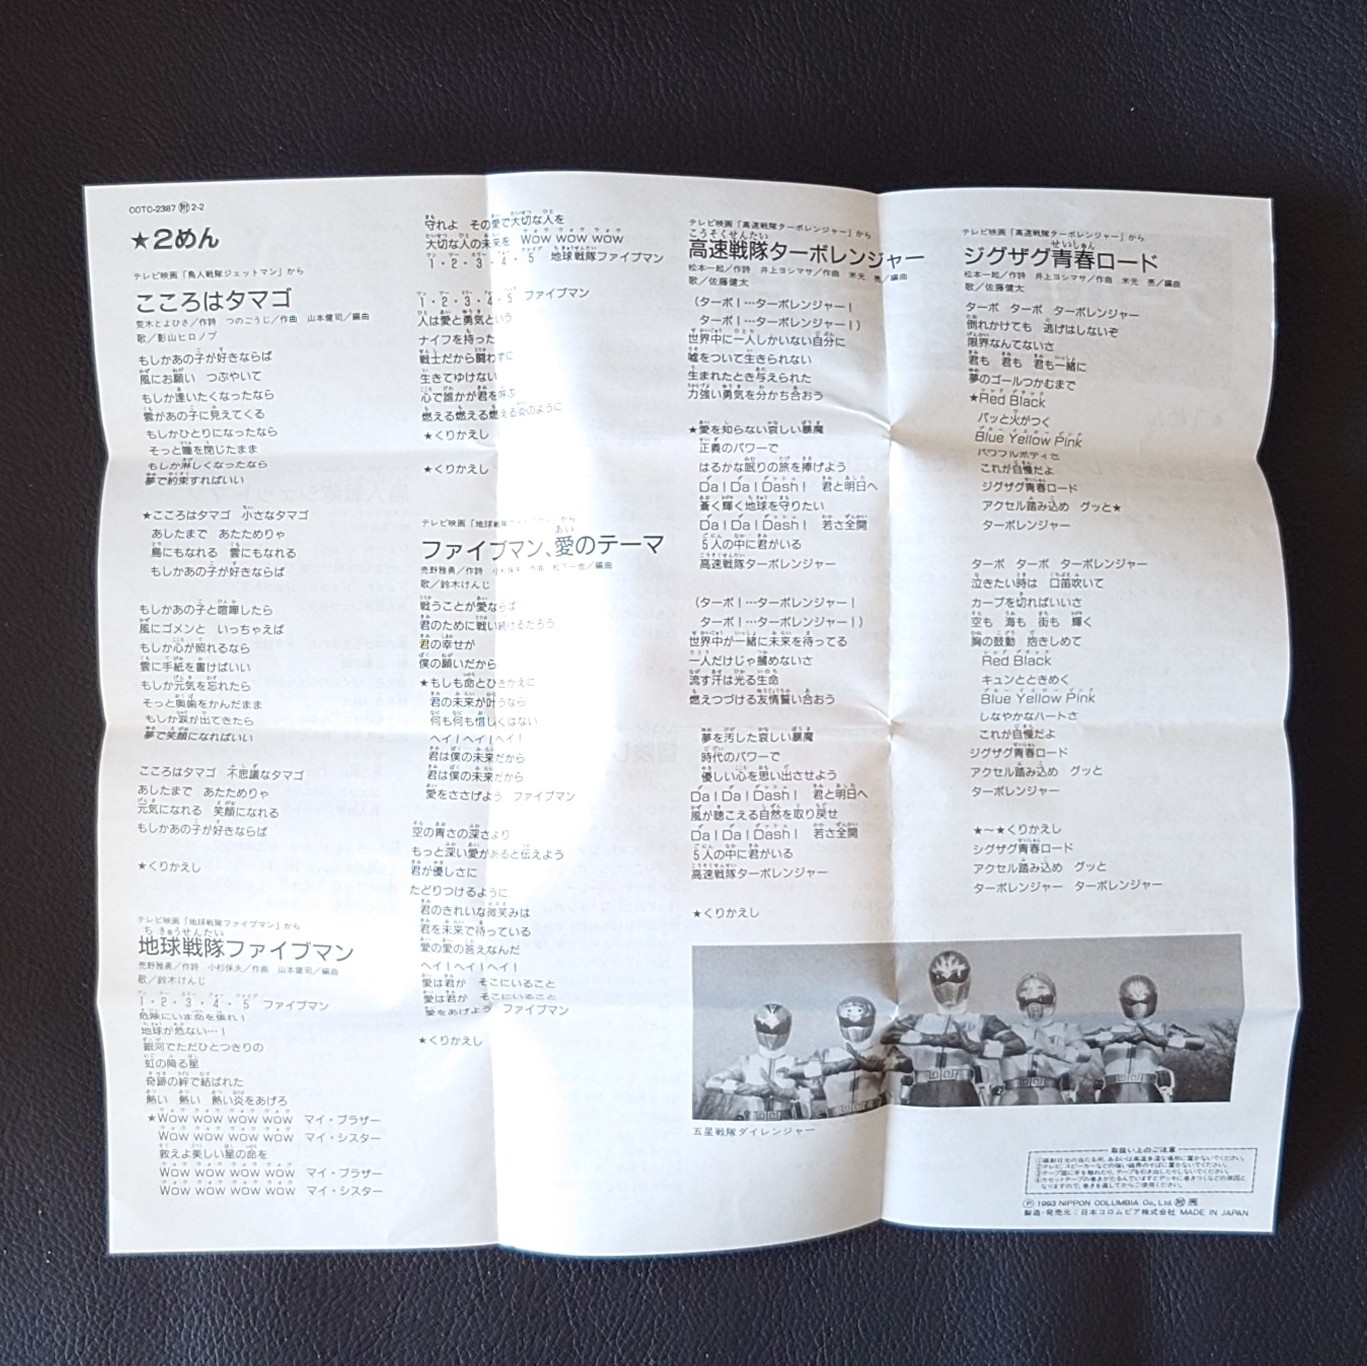 COTC-2387 2-2
★2めん
テレビ映画「鳥人戦隊ジェットマン」から
こころはタマゴ
荒木とよひさ／作詩 つのごうじ／作曲 山本健司／編曲
歌／影山ヒロノブ
もしかあの子が好きならば
風にお願い つぶやいて
もしか逢いたくなったなら
雲があの子に見えてくる
もしかひとりになったなら
そっと瞳を閉じたまま
もしか淋しくなったなら
夢で約束すればいい
★こころはタマゴ 小さなタマゴ
あしたまで あたためりゃ
鳥にもなれる 雲にもなれる
もしかあの子が好きならば
もしかあの子と喧嘩したら
風にゴメンと いっちゃえば
もしか心が照れるなら
雲に手紙を書けばいい
もしか元気を忘れたら
そっと奥歯をかんだまま
もしか涙が出てきたら
夢で笑顔になればいい
こころはタマゴ 不思議なタマゴ
あしたまで あたためりゃ
元気になれる 笑顔になれる
もしかあの子が好きならば
★くりかえし
テレビ映画「地球戦隊ファイブマン」から
地球戦隊ファイブマン
売野雅勇／作詩 小杉保夫／作曲 山本健司／編曲
歌／鈴木けんじ
1・2・3・4・5 ファイブマン
危険にいま命を張れ！
地球が危ない…！
銀河でただひとつきりの
虹の降る星
奇跡の絆で結ばれた
熱い 熱い 熱い炎をあげろ
★Wow wow wow wow マイ・ブラザー
Wow wow wow wow マイ・シスター
救えよ美しい星の命を
Wow wow wow wow マイ・ブラザー
Wow wow wow wow マイ・シスター
守れよ その愛で大切な人を
大切な人の未来を Wow wow wow
1・2・3・4・5 地球戦隊ファイブマン
1・2・3・4・5 ファイブマン
人は愛と勇気という
ナイフを持った
戦士だから闘わずに
生きてゆけない
心で誰かが君を呼ぶ
燃える燃える燃える炎のように
★くりかえし
★くりかえし
テレビ映画「地球戦隊ファイブマン」から
ファイブマン、愛のテーマ
売野雅勇／作詩 小杉保夫／作曲 松下一也／編曲
歌／鈴木けんじ
戦うことが愛ならば
君のために戦い続けるだろう
君の幸せが
僕の願いだから
★もしも命とひきかえに
君の未来が叶うなら
何も何も惜しくはない
ヘイ！ヘイ！ヘイ！
君は僕の未来だから
君は僕の未来だから
愛をささげよう ファイブマン
空の青さの深さより
もっと深い愛があると伝えよう
君が優しさに
たどりつけるように
君のきれいな微笑みは
君を未来で待っている
愛の愛の答えなんだ
ヘイ！ヘイ！ヘイ！
愛は君が そこにいること
愛は君が そこにいること
愛をあげよう ファイブマン
★くりかえし
テレビ映画「高速戦隊ターボレンジャー」から
高速戦隊ターボレンジャー
松本一起／作詩 井上ヨシマサ／作曲 米光 亮／編曲
歌／佐藤健太
（ターボ！…ターボレンジャー！
ターボ！…ターボレンジャー！）
世界中に一人しかいない自分に
嘘をついて生きられない
生まれたとき与えられた
力強い勇気を分かち合おう
★愛を知らない哀しい暴魔
正義のパワーで
はるかな眠りの旅を捧げよう
Da！Da！Dash！ 君と明日へ
蒼く輝く地球を守りたい
Da！Da！Dash！ 若さ全開
5人の中に君がいる
高速戦隊ターボレンジャー
（ターボ！…ターボレンジャー！
ターボ！…ターボレンジャー！）
世界中が一緒に未来を待ってる
一人だけじゃ掴めないさ
流す汗は光る生命
燃えつづける友情誓い合おう
夢を汚した哀しい暴魔
時代のパワーで
優しい心を思い出させよう
Da！Da！Dash！ 君と明日へ
風が聴こえる自然を取り戻せ
Da！Da！Dash！ 若さ全開
5人の中に君がいる
高速戦隊ターボレンジャー
★くりかえし
テレビ映画「高速戦隊ターボレンジャー」から
ジグザグ青春ロード
松本一起／作詩 井上ヨシマサ／作曲 米光 亮／編曲
歌／佐藤健太
ターボ ターボ ターボレンジャー
倒れかけても 逃げはしないぞ
限界なんてないさ
君も 君も 君も一緒に
夢のゴールつかむまで
★Red Black
パッと火がつく
Blue Yellow Pink
パワフルボディさ
これが自慢だよ
ジグザグ青春ロード
アクセル踏み込め グッと★
ターボレンジャー
ターボ ターボ ターボレンジャー
泣きたい時は 口笛吹いて
カーブを切ればいいさ
空も 海も 街も 輝く
胸の鼓動 抱きしめて
Red Black
キュンとときめく
Blue Yellow Pink
しなやかなハートさ
これが自慢だよ
ジグザグ青春ロード
アクセル踏み込め グッと
ターボレンジャー
★〜★くりかえし
ジグザグ青春ロード
アクセル踏み込め グッと
ターボレンジャー ターボレンジャー
五星戦隊ダイレンジャー
取扱い上のご注意
Ⓟ 1993 NIPPON COLUMBIA Co., Ltd.
製造・発売元：日本コロムビア株式会社 MADE IN JAPAN